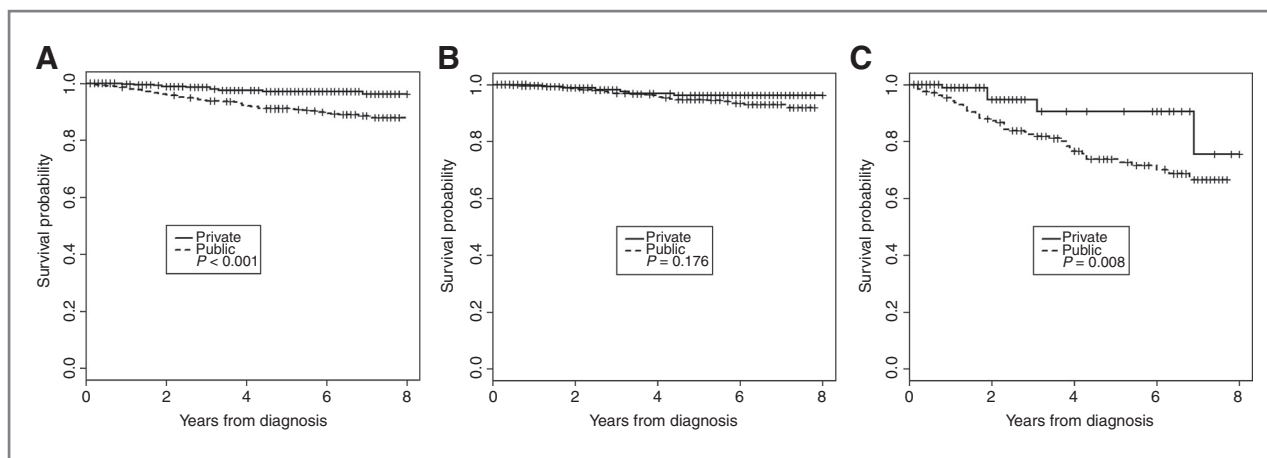 A
Survival probability
1.0
0.8
0.6
0.4
0.2
0.0
Private
Public
P < 0.001
0 2 4 6 8
Years from diagnosis
B
Survival probability
1.0
0.8
0.6
0.4
0.2
0.0
Private
Public
P = 0.176
0 2 4 6 8
Years from diagnosis
C
Survival probability
1.0
0.8
0.6
0.4
0.2
0.0
Private
Public
P = 0.008
0 2 4 6 8
Years from diagnosis